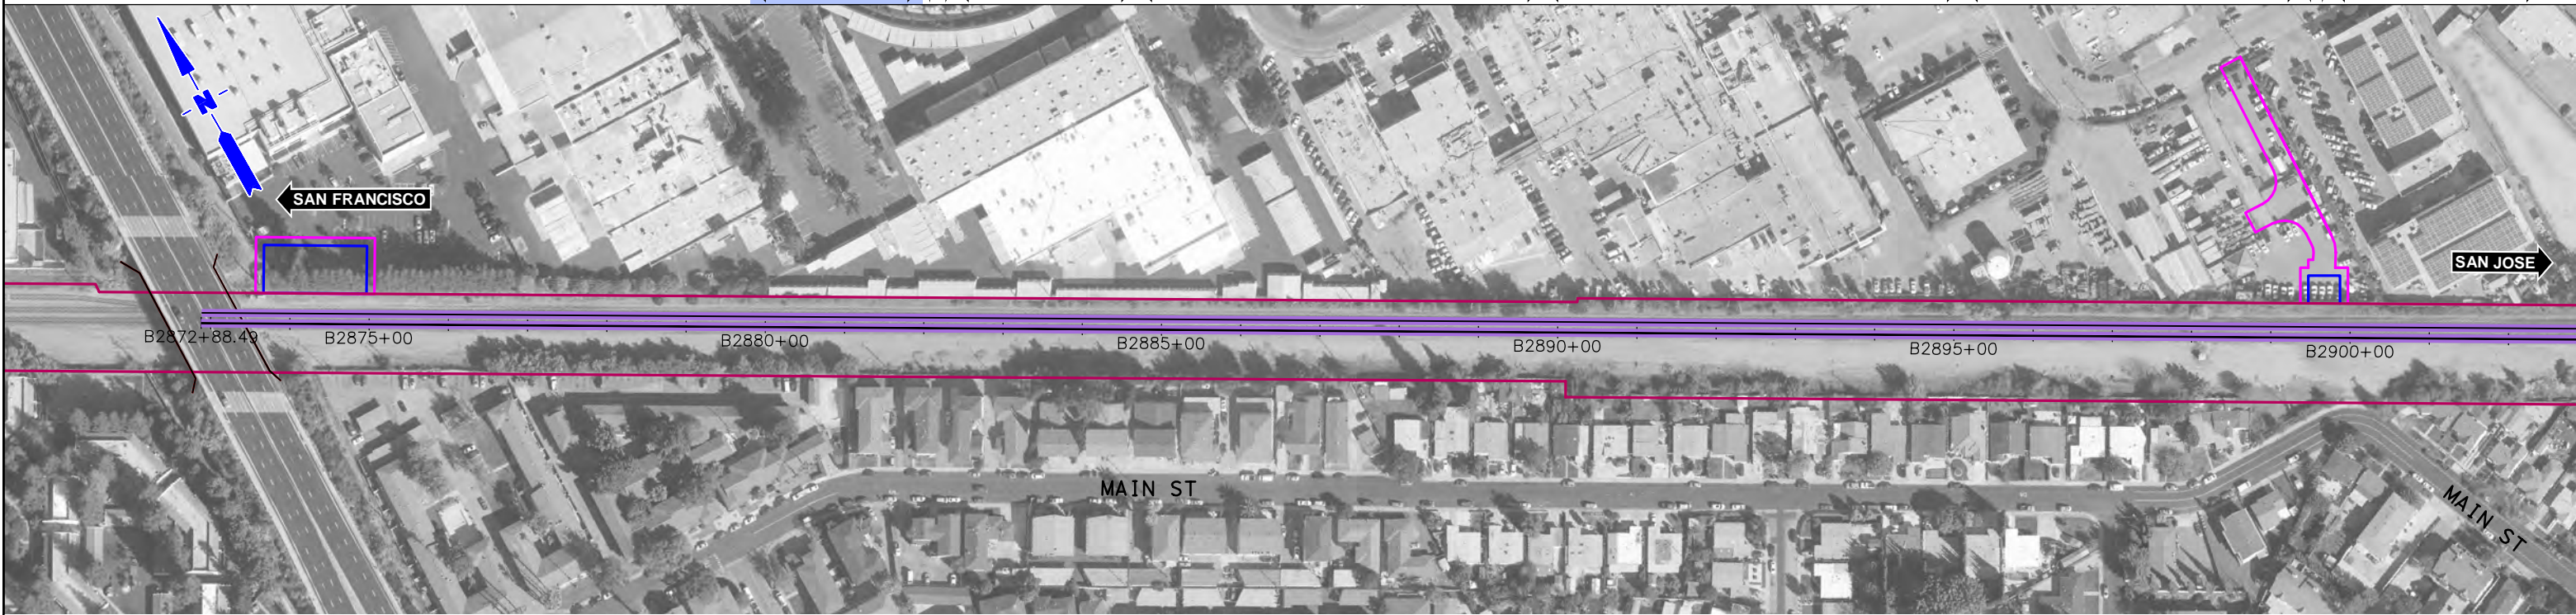 N
SAN FRANCISCO
SAN JOSE
B2872+88.49
B2875+00
B2880+00
B2885+00
B2890+00
B2895+00
B2900+00
MAIN ST
MAIN ST